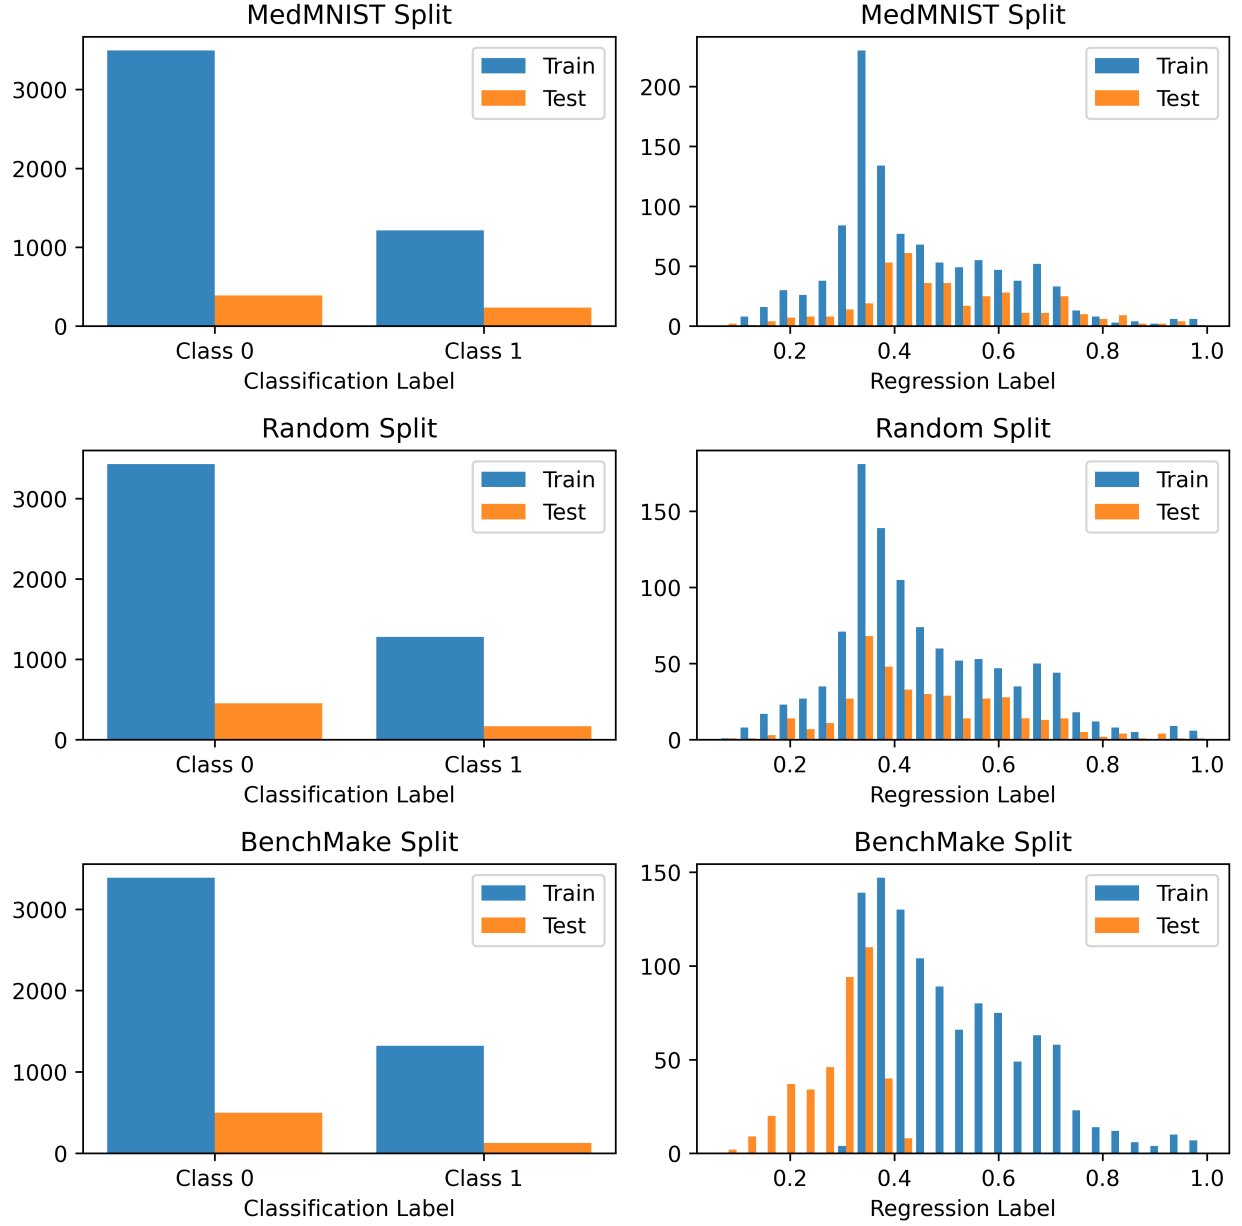 MedMNIST Split
3000
2000
1000
0
Train
Test
Class 0
Class 1
Classification Label
MedMNIST Split
200
150
100
50
0
Train
Test
0.2
0.4
0.6
0.8
1.0
Regression Label
Random Split
3000
2000
1000
0
Train
Test
Class 0
Class 1
Classification Label
Random Split
150
100
50
0
Train
Test
0.2
0.4
0.6
0.8
1.0
Regression Label
BenchMake Split
3000
2000
1000
0
Train
Test
Class 0
Class 1
Classification Label
BenchMake Split
150
100
50
0
Train
Test
0.2
0.4
0.6
0.8
1.0
Regression Label